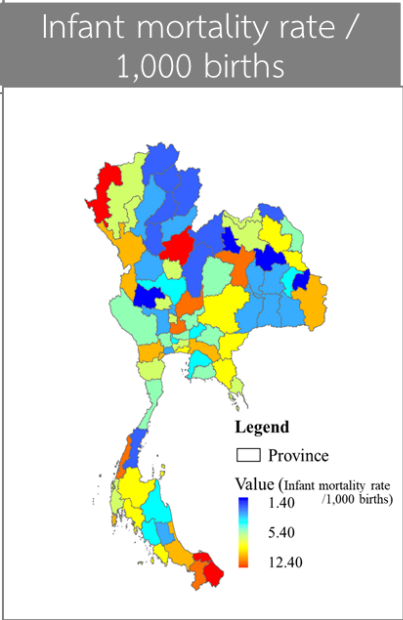 Infant mortality rate /
1,000 births
Legend
Province
Value (Infant mortality rate
/1,000 births)
1.40
5.40
12.40